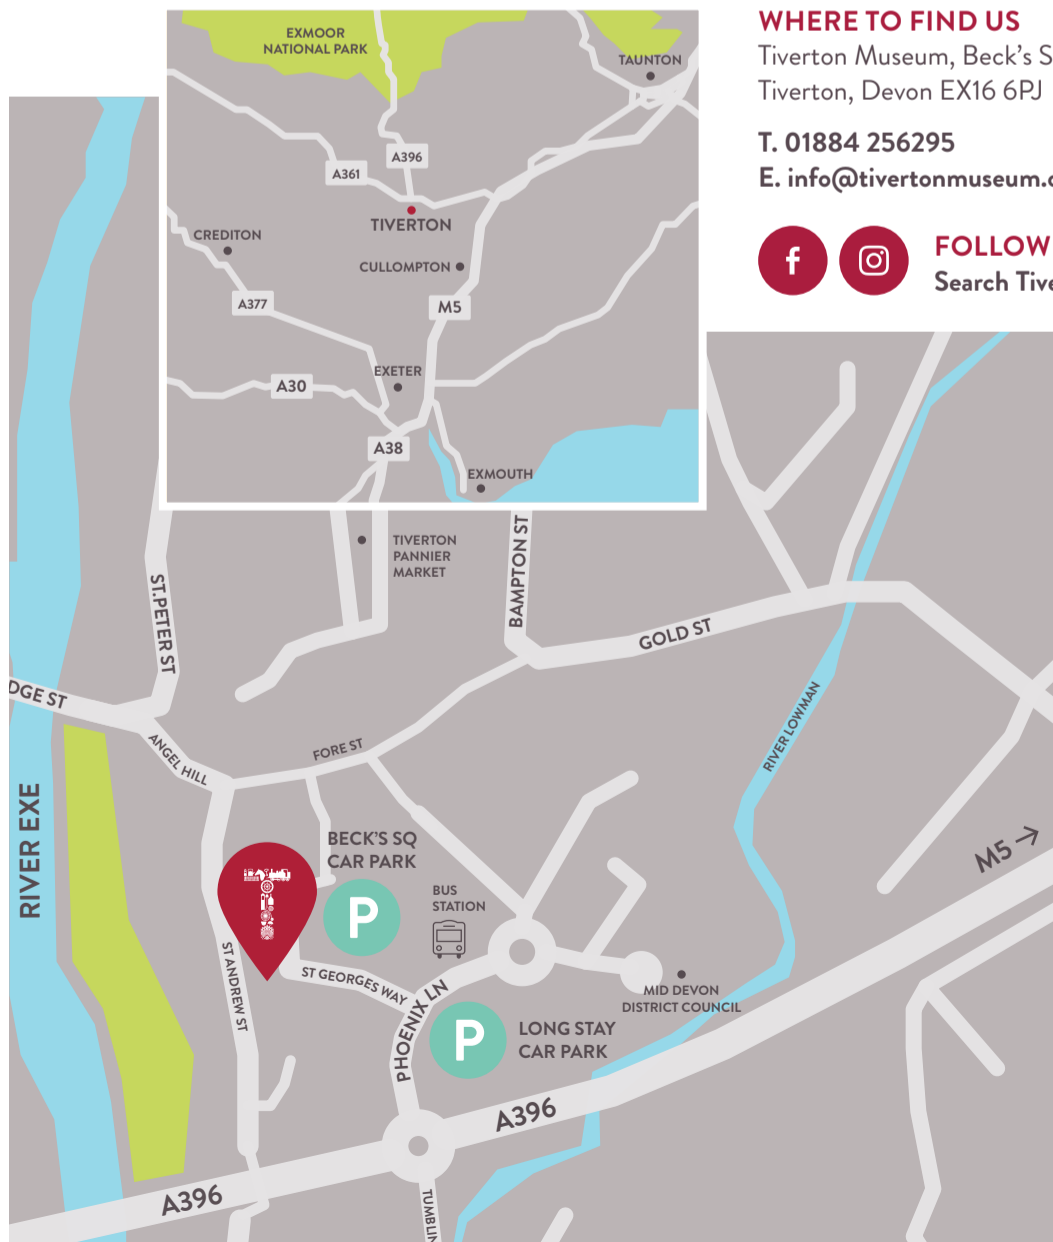 WHERE TO FIND US
Tiverton Museum, Beck's S
Tiverton, Devon EX16 6PJ
T. 01884 256295
E. info@tivertonmuseum.
FOLLOW
Search Tive
EXMOOR
NATIONAL PARK
TAUNTON
A396
A361
TIVERTON
CREDITON
CULLOMPTON
A377
M5
EXETER
A30
A38
EXMOUTH
TIVERTON
PANNIER
MARKET
BAMPTON ST
ST.PETER ST
GOLD ST
DGE ST
ANGEL HILL
FORE ST
RIVER LOWMAN
RIVER EXE
BECK'S SQ
CAR PARK
P
M5
BUS
STATION
ST ANDREW ST
ST GEORGES WAY
PHOENIX LN
MID DEVON
DISTRICT COUNCIL
P
LONG STAY
CAR PARK
A396
A396
TUMBLIN